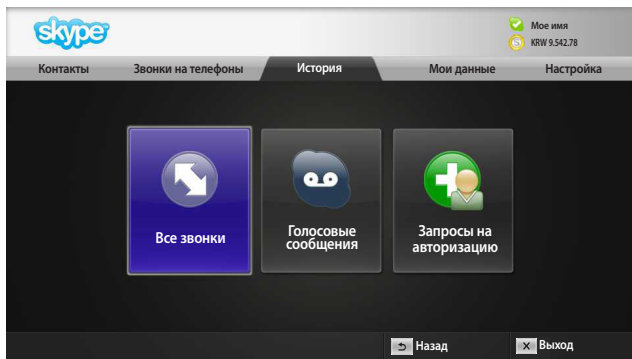 skype
Мое имя
KRW 9.542.78
Контакты Звонки на телефоны История Мои данные Настройка
Все звонки
Голосовые
сообщения
Запросы на
авторизацию
Назад X Выход